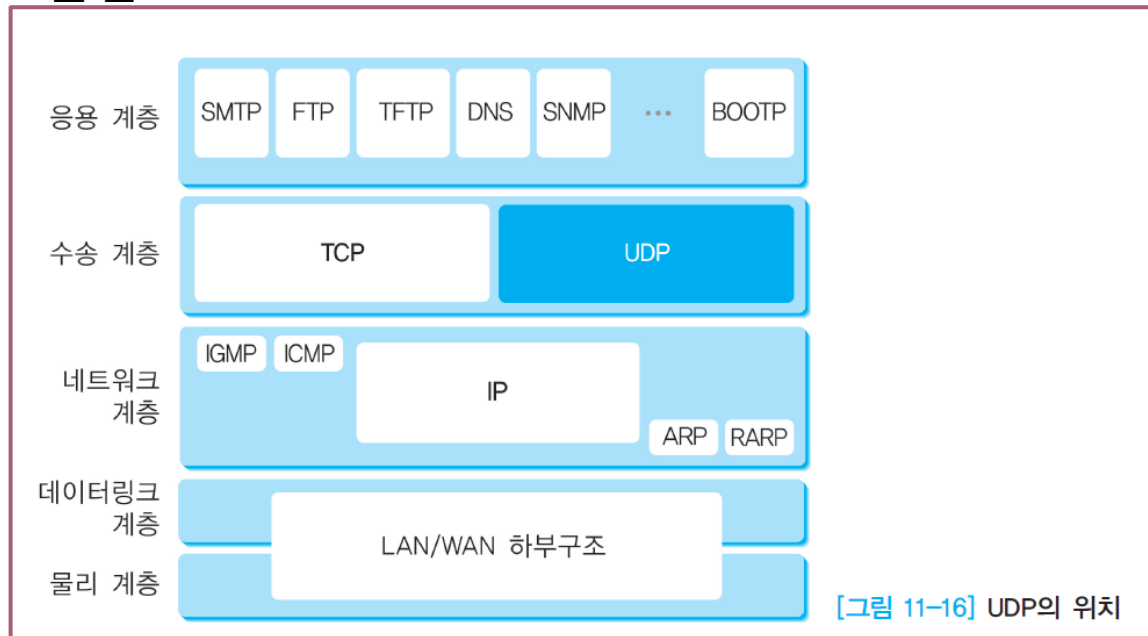 응용 계층
SMTP FTP TFTP DNS SNMP ··· BOOTP
수송 계층
TCP UDP
IGMP ICMP
네트워크
계층
IP
ARP RARP
데이터링크
계층
LAN/WAN 하부구조
물리 계층
[그림 11-16] UDP의 위치